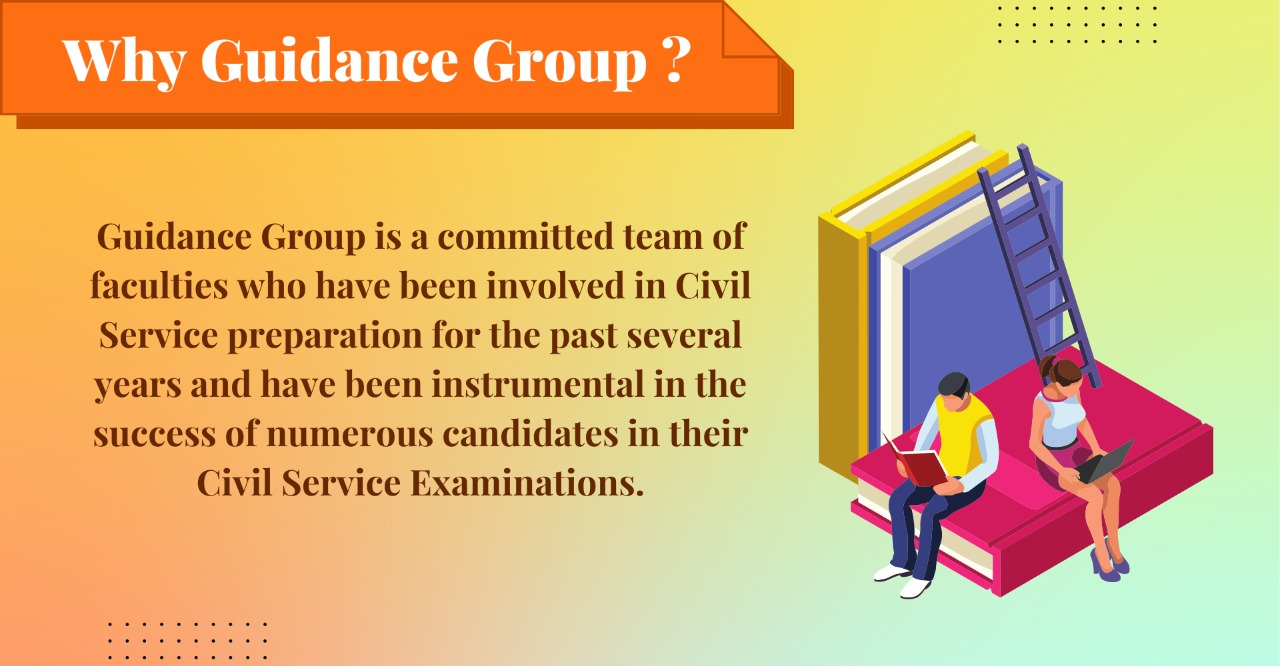 Why Guidance Group ?
Guidance Group is a committed team of
faculties who have been involved in Civil
Service preparation for the past several
years and have been instrumental in the
success of numerous candidates in their
Civil Service Examinations.